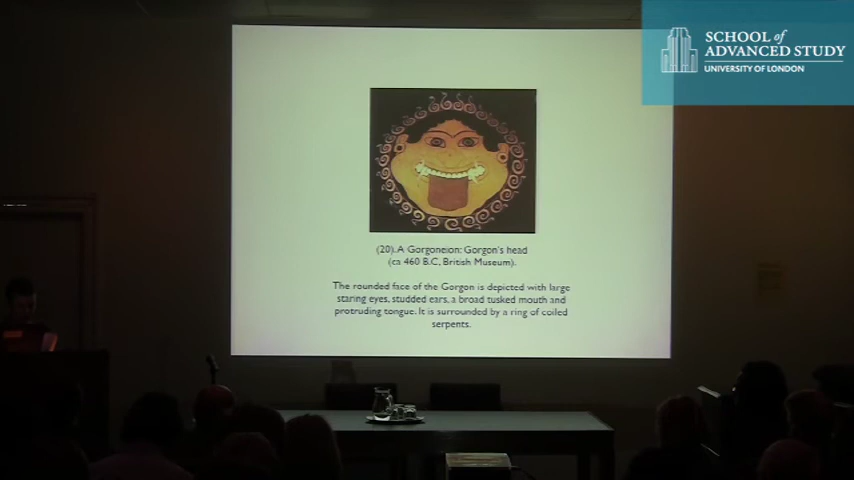 SCHOOL of
ADVANCED STUDY
UNIVERSITY OF LONDON
(20). A Gorgoneion: Gorgon's head
(ca 460 B.C, British Museum).
The rounded face of the Gorgon is depicted with large
staring eyes, studded ears, a broad tusked mouth and
protruding tongue. It is surrounded by a ring of coiled
serpents.